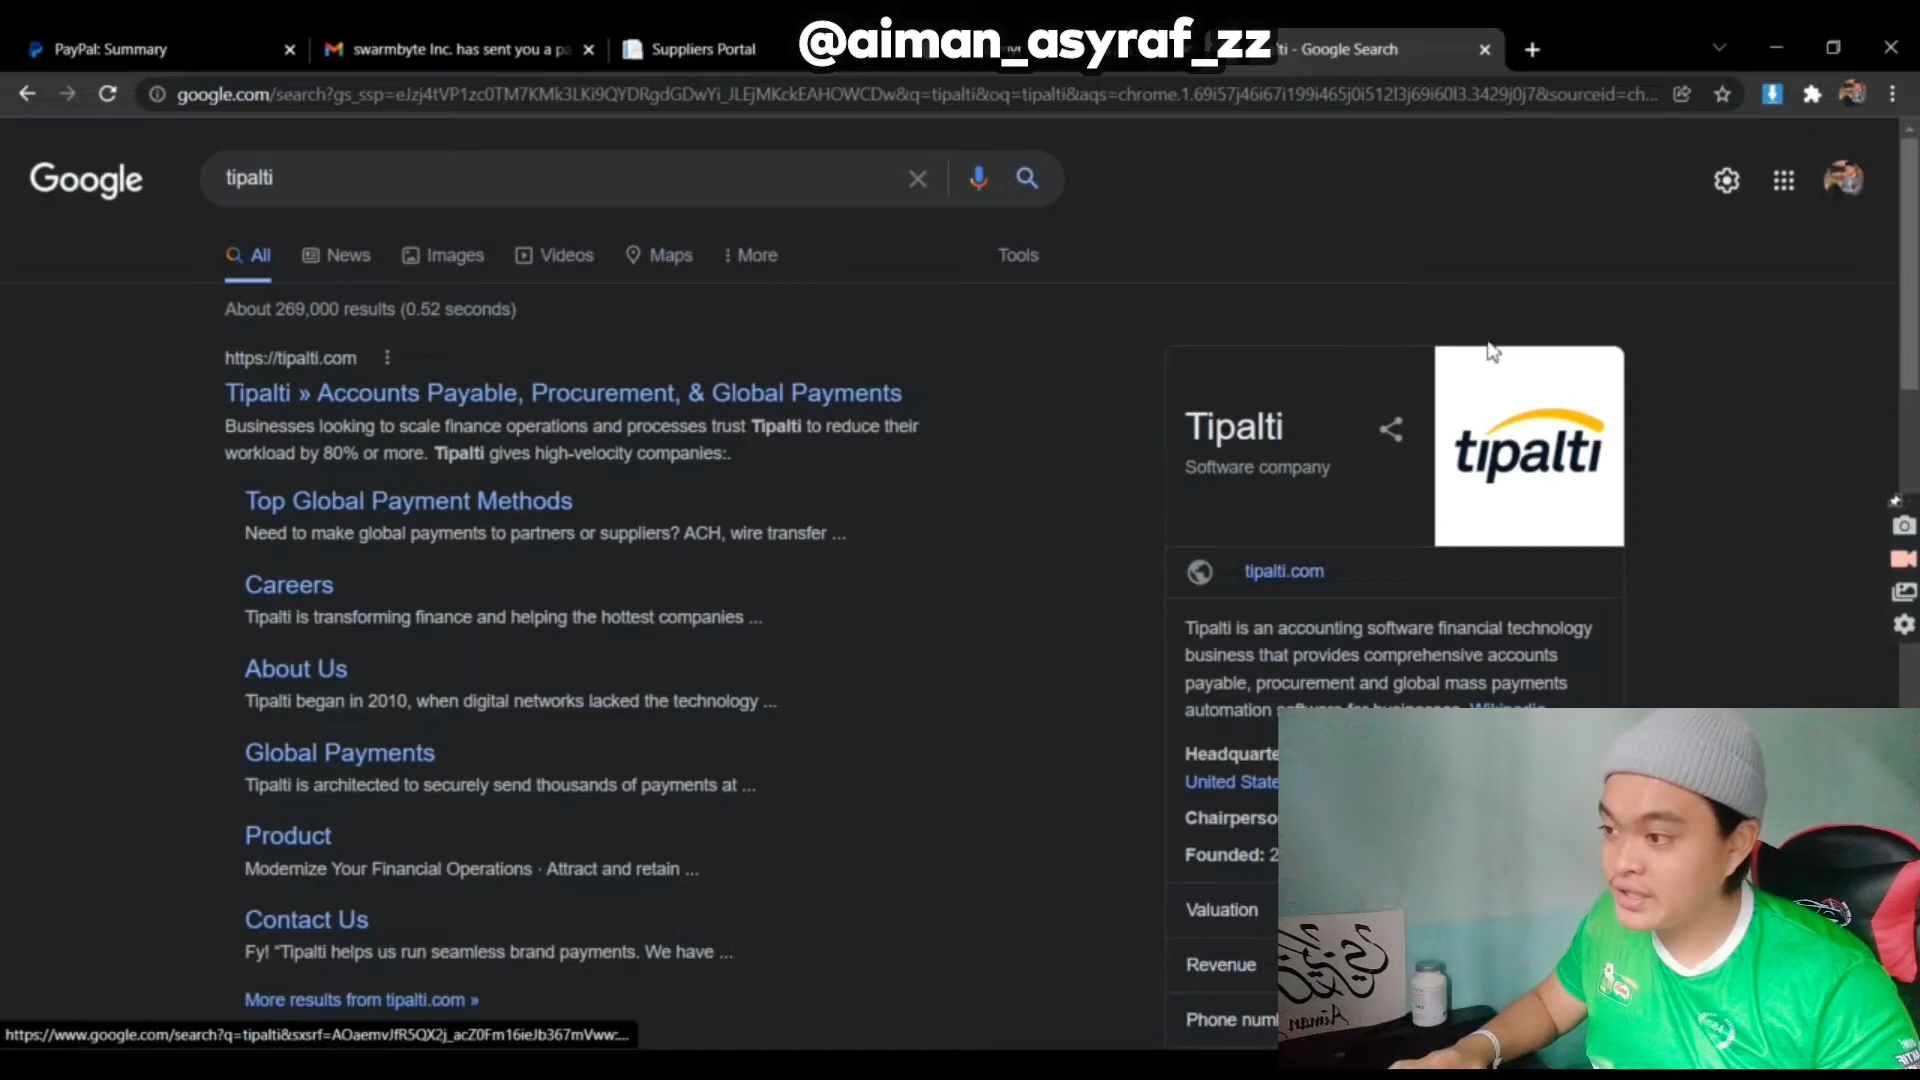 @aiman_asyraf_zz
PayPal: Summary
swarmbyte Inc. has sent you a pa
Suppliers Portal
lti - Google Search
google.com/search?gs_ssp=eJzj4tVP1zc0TM7KMk3LKi9QYDRgdGDwYi_JLEjMKckEAHOWCDw&q=tipalti&oq=tipalti&aqs=chrome.1.69i57j46i67i199i465j0i512l3j69i60l3.3429j0j7&sourceid=ch...
Google
tipalti
All
News
Images
Videos
Maps
More
Tools
About 269,000 results (0.52 seconds)
https://tipalti.com
Tipalti » Accounts Payable, Procurement, & Global Payments
Businesses looking to scale finance operations and processes trust Tipalti to reduce their
workload by 80% or more. Tipalti gives high-velocity companies:.
Top Global Payment Methods
Need to make global payments to partners or suppliers? ACH, wire transfer ...
Careers
Tipalti is transforming finance and helping the hottest companies ...
About Us
Tipalti began in 2010, when digital networks lacked the technology ...
Global Payments
Tipalti is architected to securely send thousands of payments at ...
Product
Modernize Your Financial Operations · Attract and retain ...
Contact Us
Fy! "Tipalti helps us run seamless brand payments. We have ...
More results from tipalti.com »
https://www.google.com/search?q=tipalti&sxsrf=AOaemvJfR5QX2j_acZ0Fm16ieJb367mVww:...
Tipalti
Software company
tipalti
tipalti.com
Tipalti is an accounting software financial technology
business that provides comprehensive accounts
payable, procurement and global mass payments
automation software for businesses. Wikipedia
Headquarte
United State
Chairperso
Founded: 2
Valuation
Revenue
Phone num
Aiman